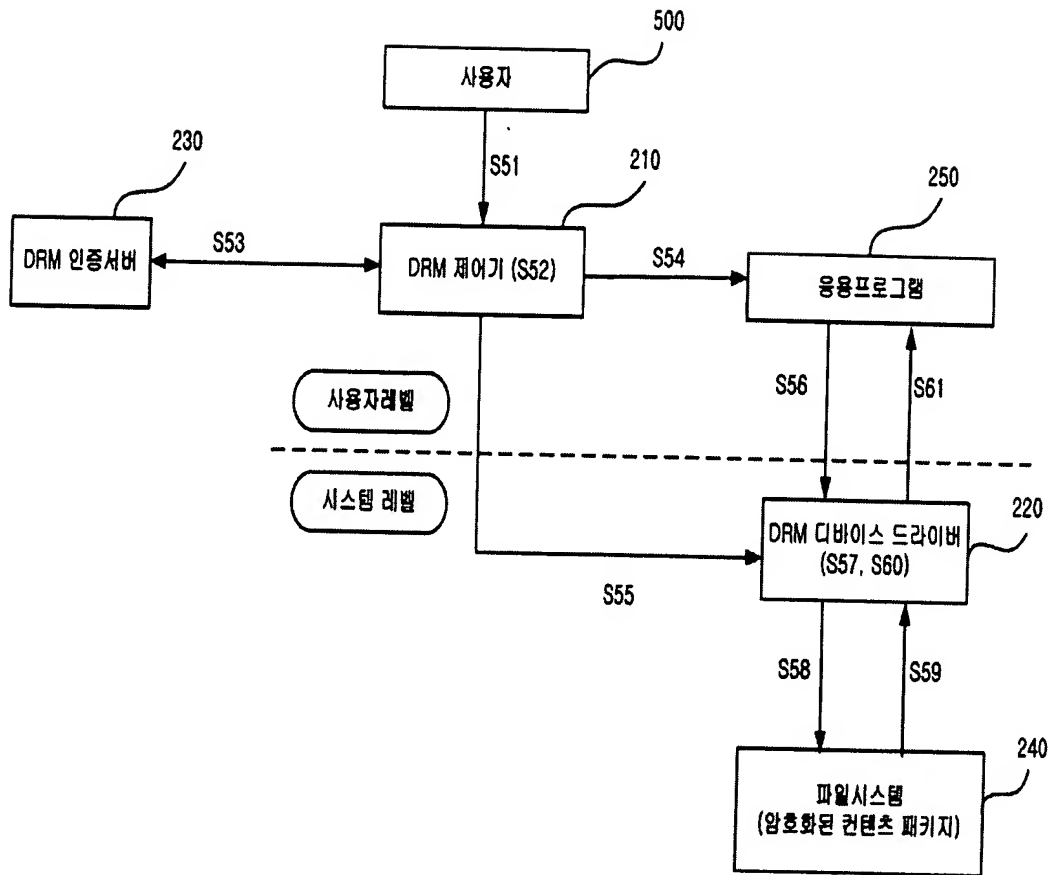 500
사용자
230
S51
210
250
DRM 인증서버
S53
DRM 제어기 (S52)
S54
응용프로그램
S56
S61
사용자레벨
시스템 레벨
DRM 디바이스 드라이버
(S57, S60)
220
S55
S58
S59
240
파일시스템
(암호화된 컨텐츠 패키지)